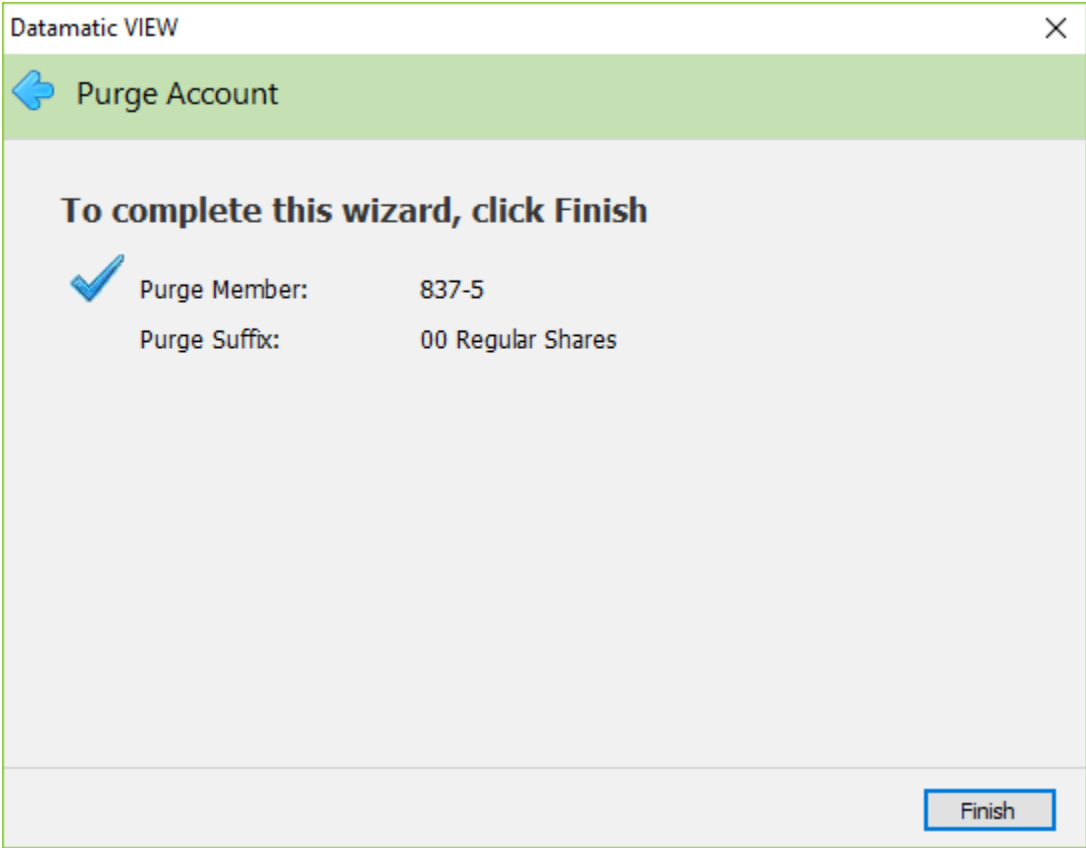 Datamatic VIEW
Purge Account
To complete this wizard, click Finish
Purge Member: 837-5
Purge Suffix: 00 Regular Shares
Finish